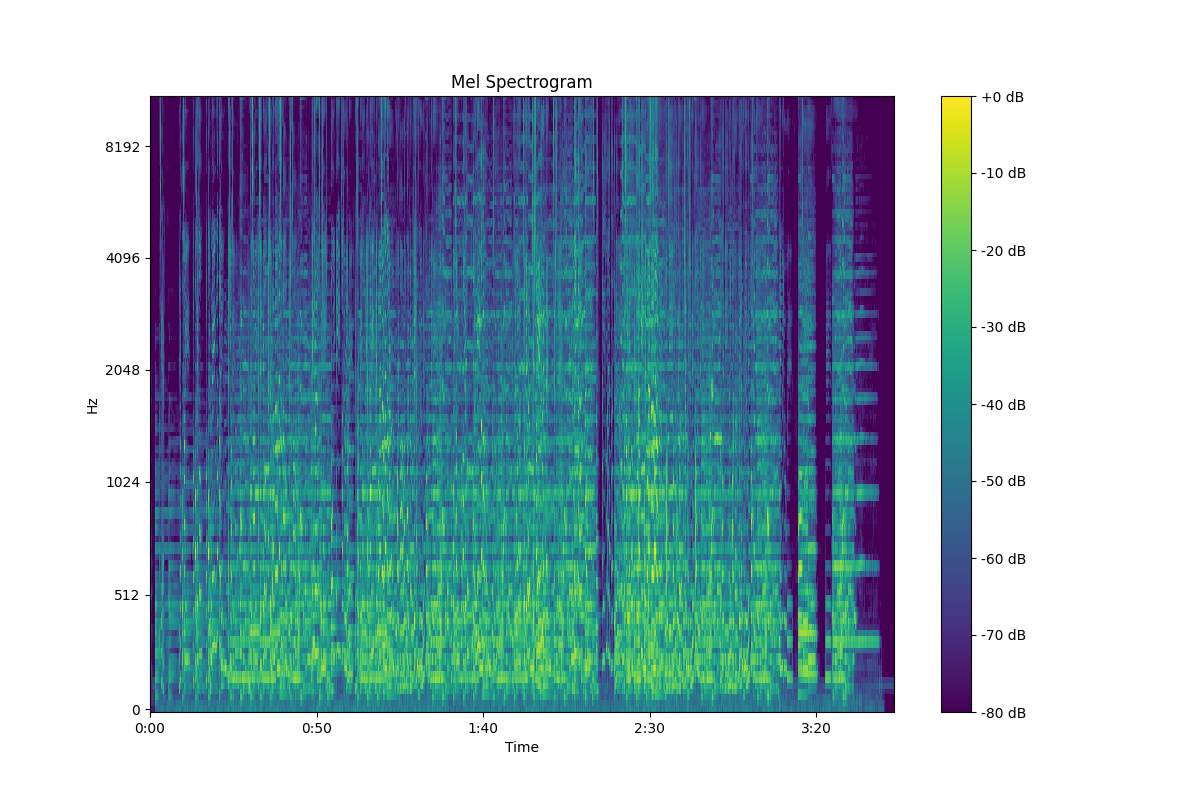 Mel Spectrogram
8192
4096
2048
1024
512
0
Hz
0:00 0:50 1:40 2:30 3:20
Time
+0 dB
-10 dB
-20 dB
-30 dB
-40 dB
-50 dB
-60 dB
-70 dB
-80 dB